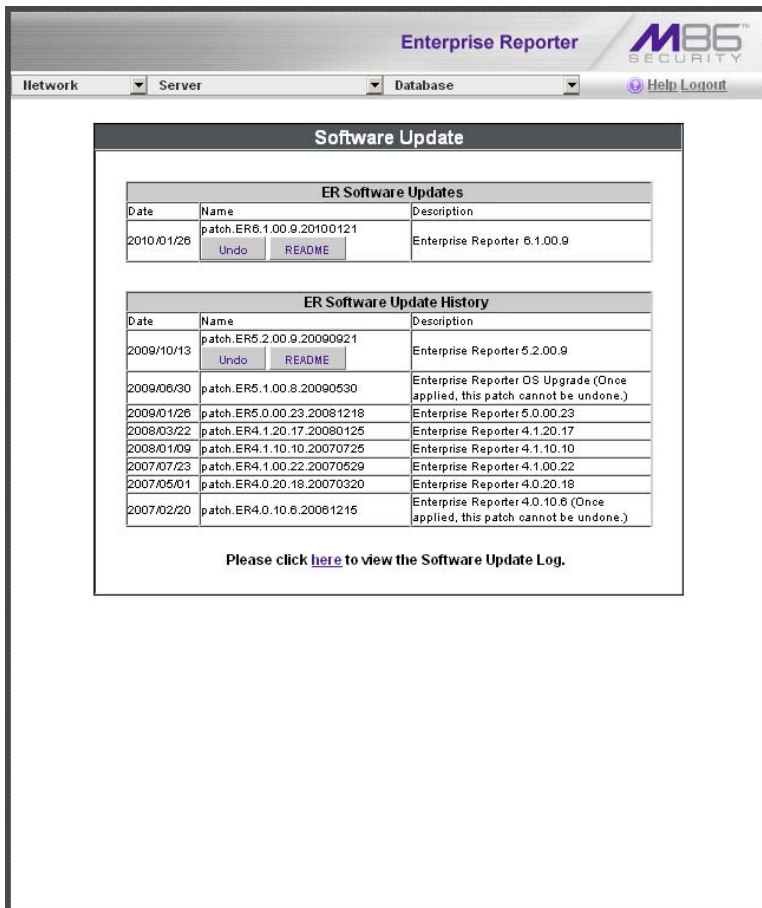 Enterprise Reporter
M86™
SECURITY
Network
Server
Database
Help Logout
Software Update
ER Software Updates
Date Name Description
2010/01/26 patch.ER6.1.00.9.20100121 Enterprise Reporter 6.1.00.9
Undo README
ER Software Update History
Date Name Description
2009/10/13 patch.ER5.2.00.9.20090921 Enterprise Reporter 5.2.00.9
Undo README
2009/06/30 patch.ER5.1.00.8.20090530 Enterprise Reporter OS Upgrade (Once
applied, this patch cannot be undone.)
2009/01/26 patch.ER5.0.00.23.20081218 Enterprise Reporter 5.0.00.23
2008/03/22 patch.ER4.1.20.17.20080125 Enterprise Reporter 4.1.20.17
2008/01/09 patch.ER4.1.10.10.20070725 Enterprise Reporter 4.1.10.10
2007/07/23 patch.ER4.1.00.22.20070529 Enterprise Reporter 4.1.00.22
2007/05/01 patch.ER4.0.20.18.20070320 Enterprise Reporter 4.0.20.18
2007/02/20 patch.ER4.0.10.6.20061215 Enterprise Reporter 4.0.10.6 (Once
applied, this patch cannot be undone.)
Please click here to view the Software Update Log.